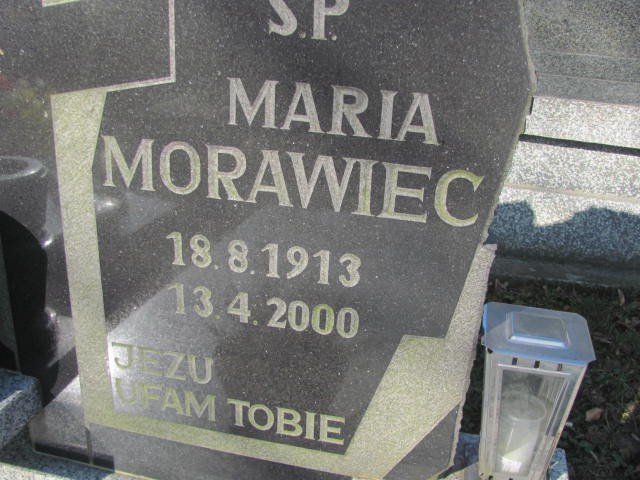 Ś.P.
MARIA
MORAWIEC
18.8.1913
13.4.2000
JEZU
UFAM TOBIE